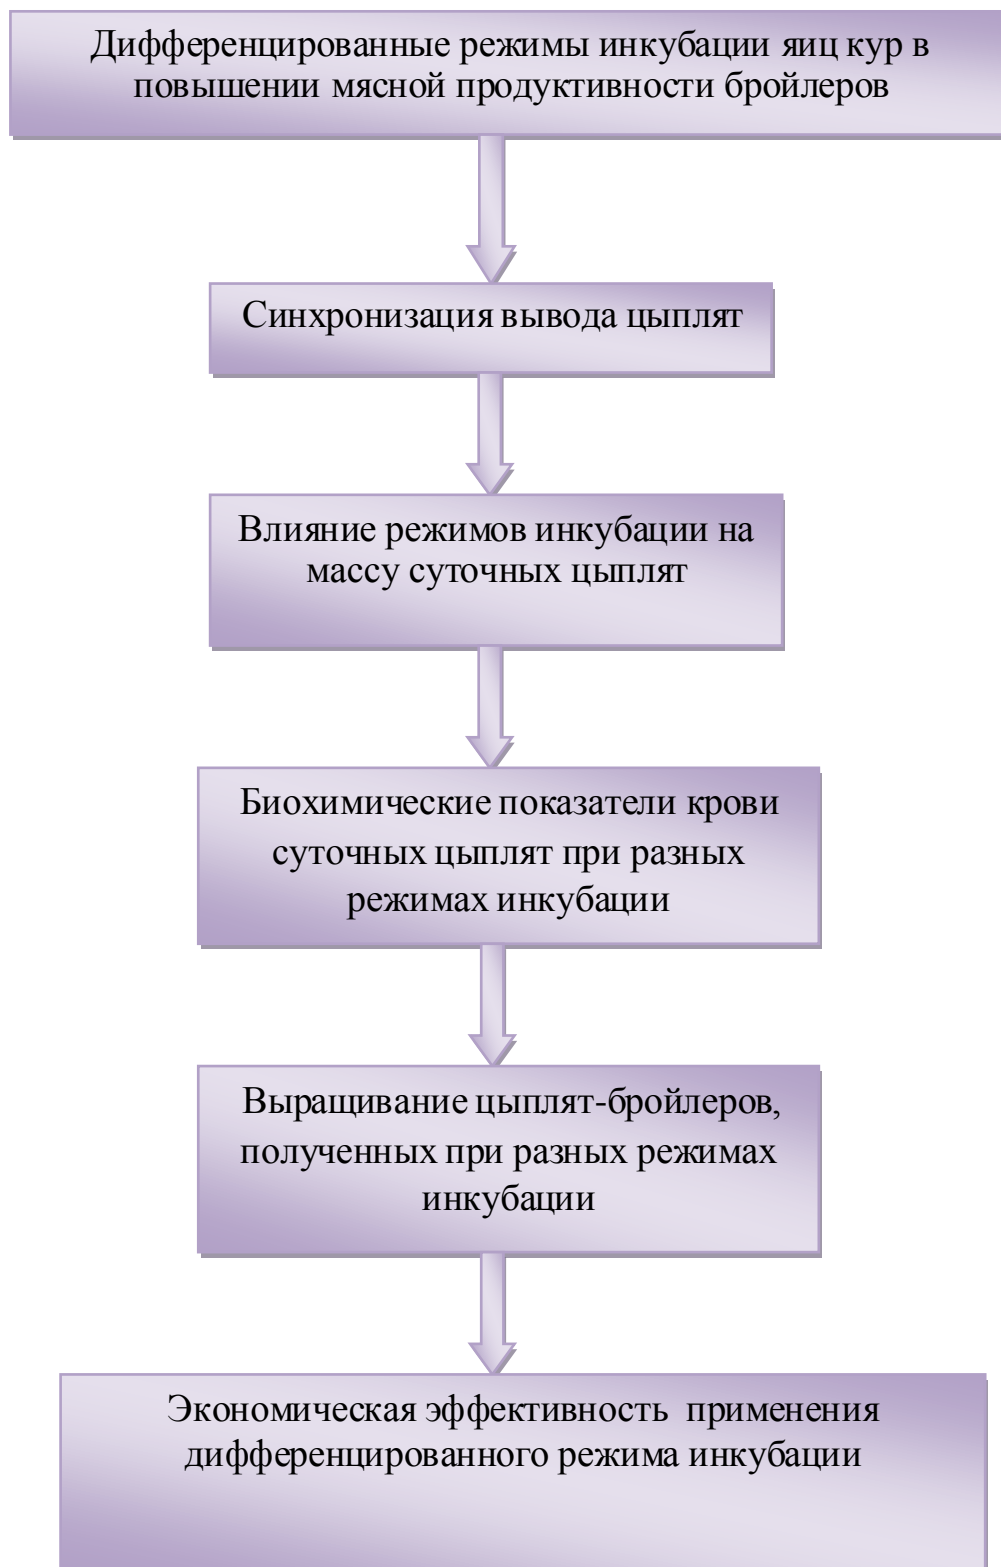 Дифференцированные режимы инкубации яиц кур в
повышении мясной продуктивности бройлеров
Синхронизация вывода цыплят
Влияние режимов инкубации на
массу суточных цыплят
Биохимические показатели крови
суточных цыплят при разных
режимах инкубации
Выращивание цыплят-бройлеров,
полученных при разных режимах
инкубации
Экономическая эффективность применения
дифференцированного режима инкубации